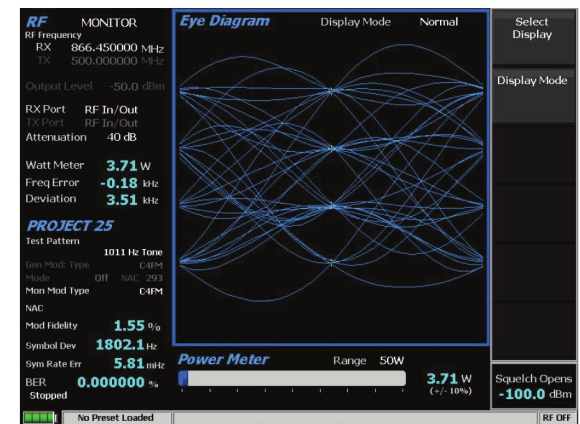 RF MONITOR
RF Frequency
RX 866.450000 MHz
TX 500.000000 MHz
Output Level -50.0 dBm
RX Port RF In/Out
TX Port RF In/Out
Attenuation 40 dB
Watt Meter 3.71 W
Freq Error -0.18 kHz
Deviation 3.51 kHz
PROJECT 25
Test Pattern
1011 Hz Tone
Gen Mod: Type C4FM
Mode Off NAC 293
Mon Mod Type C4FM
NAC
Mod Fidelity 1.55 %
Symbol Dev 1802.1 Hz
Sym Rate Err 5.81 mHz
BER 0.000000 %
Stopped
Eye Diagram Display Mode Normal
Power Meter Range 50W
3.71 W
(+/- 10%)
Select
Display
Display Mode
Squelch Opens
-100.0 dBm
No Preset Loaded
RF OFF